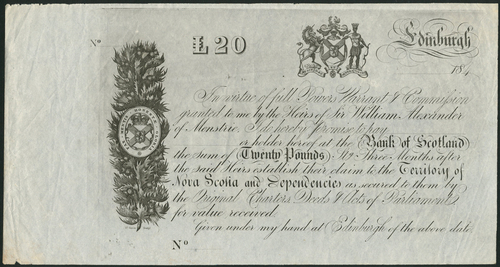 No £20 Edinburgh
184
In virtue of full Powers Warrant & Commission
granted to me by the Heirs of Sir William Alexander
of Menstrie, I do hereby Promise to pay
or holder hereof at the Bank of Scotland
the sum of Twenty Pounds Stg Three Months after
the said Heirs establish their claim to the Territory of
Nova Scotia and Dependencies as secured to them by
the Original Charters, Deeds & Acts of Parliament
for value received
Given under my hand at Edinburgh of the above date
No